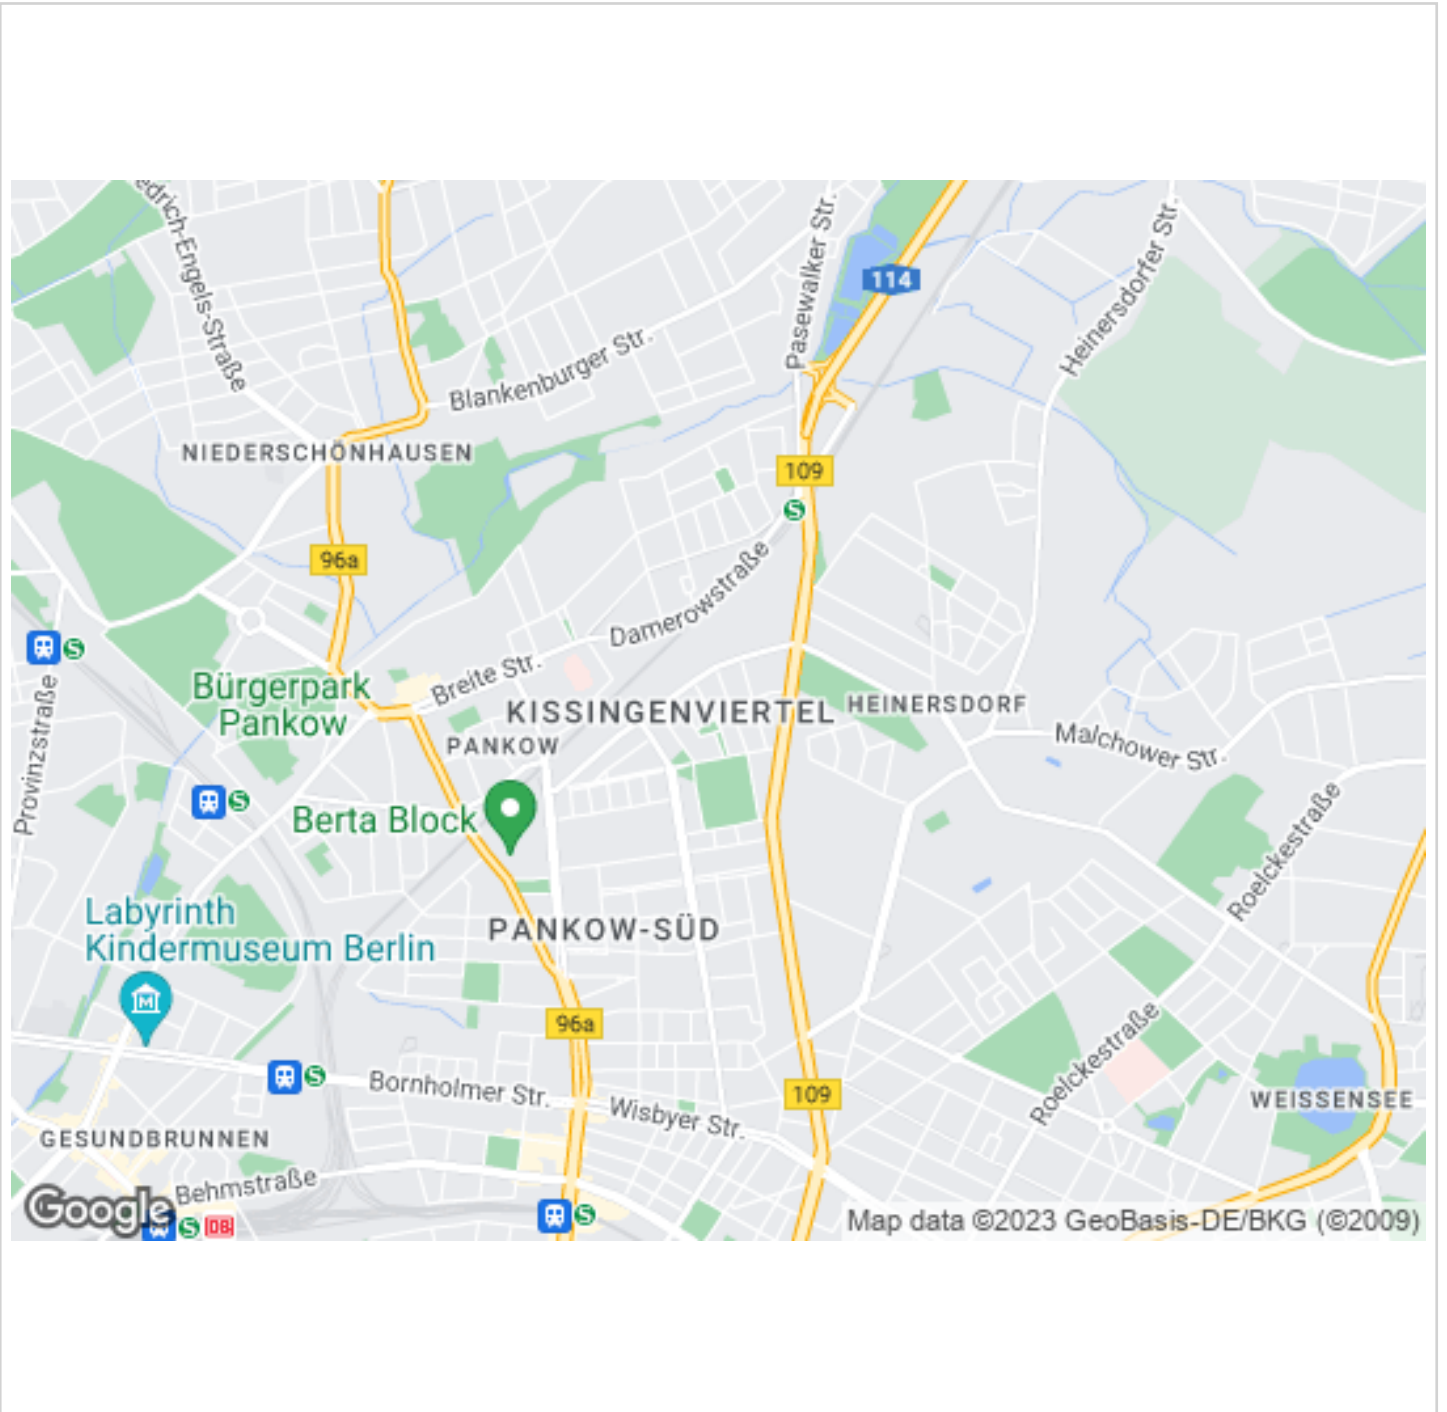 edrich-Engels-Straße
Pasewalker Str.
Heinersdorfer Str.
114
Blankenburger Str.
NIEDERSCHÖNHAUSEN
109
S
96a
Damerowstraße
S
Breite Str.
Bürgerpark
Pankow
KISSINGENVIERTEL
HEINERSDORF
Provinzstraße
PANKOW
Malchower Str.
S
Berta Block
Roelckestraße
Labyrinth
Kindermuseum Berlin
PANKOW-SÜD
M
96a
Roelckestraße
S
Bornholmer Str.
Wisbyer Str.
109
WEISSENSEE
GESUNDBRUNNEN
Behmstraße
Google
S
DB
S
Map data ©2023 GeoBasis-DE/BKG (©2009)